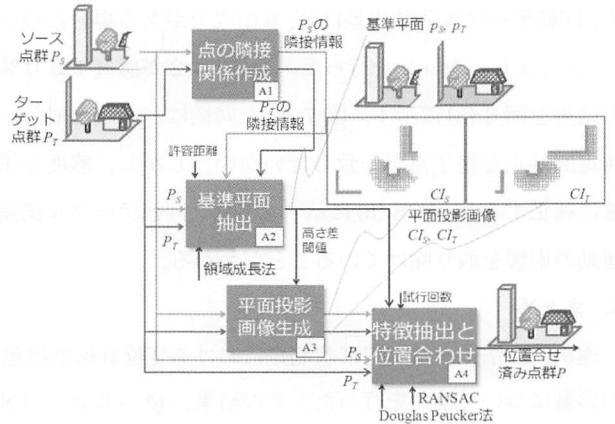 ソース
点群 P_S
ター
ゲット
点群 P_T
点の隣接
関係作成
A1
P_Sの
隣接情報
P_Tの
隣接情報
基準平面 p_S, p_T
CI_S
CI_T
平面投影画像
CI_S, CI_T
許容距離
P_S
P_T
基準平面
抽出
A2
領域成長法
高さ差
閾値
平面投影
画像生成
A3
P_S
P_T
試行回数
特徴抽出と
位置合わせ
A4
RANSAC
Douglas Peucker法
位置合せ
済み点群P